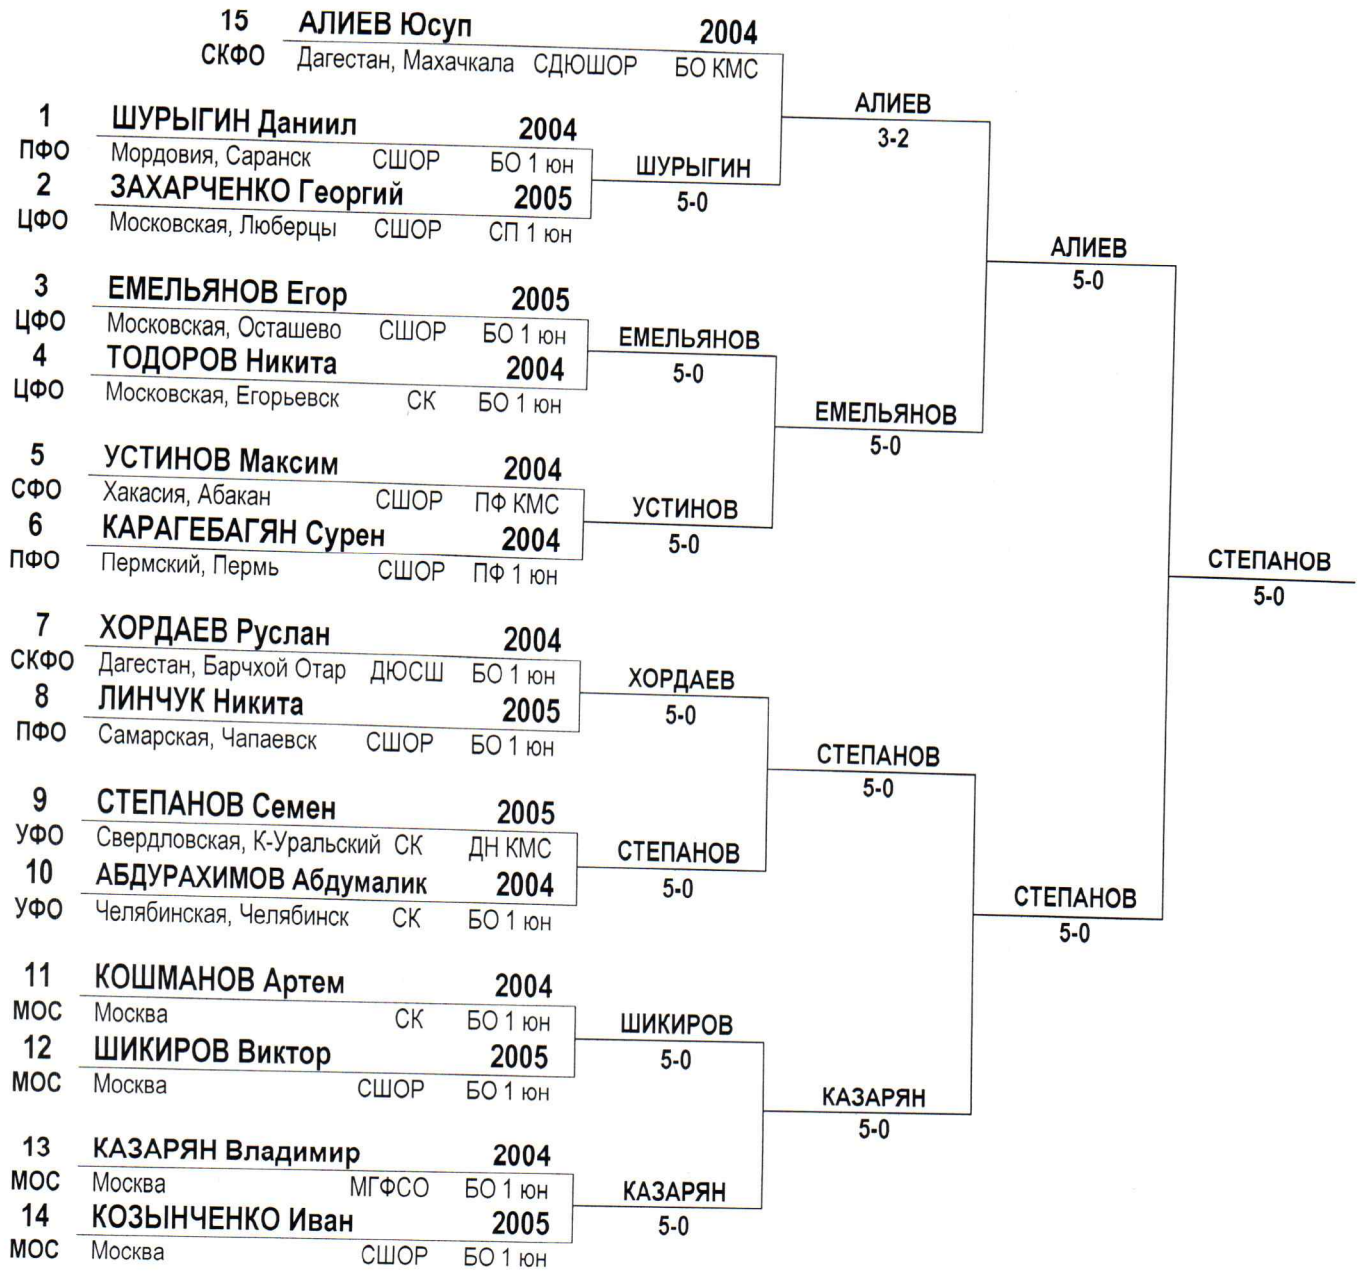 15 АЛИЕВ Юсуп 2004
СКФО Дагестан, Махачкала СДЮШОР БО КМС
АЛИЕВ
3-2
1 ШУРЫГИН Даниил 2004
ПФО Мордовия, Саранск СШОР БО 1 юн
ШУРЫГИН
5-0
2 ЗАХАРЧЕНКО Георгий 2005
ЦФО Московская, Люберцы СШОР СП 1 юн
АЛИЕВ
5-0
3 ЕМЕЛЬЯНОВ Егор 2005
ЦФО Московская, Осташево СШОР БО 1 юн
ЕМЕЛЬЯНОВ
5-0
4 ТОДОРОВ Никита 2004
ЦФО Московская, Егорьевск СК БО 1 юн
ЕМЕЛЬЯНОВ
5-0
5 УСТИНОВ Максим 2004
СФО Хакасия, Абакан СШОР ПФ КМС
УСТИНОВ
5-0
6 КАРАГЕБАГЯН Сурен 2004
ПФО Пермский, Пермь СШОР ПФ 1 юн
СТЕПАНОВ
5-0
7 ХОРДАЕВ Руслан 2004
СКФО Дагестан, Барчхой Отар ДЮСШ БО 1 юн
ХОРДАЕВ
5-0
8 ЛИНЧУК Никита 2005
ПФО Самарская, Чапаевск СШОР БО 1 юн
СТЕПАНОВ
5-0
9 СТЕПАНОВ Семен 2005
УФО Свердловская, К-Уральский СК ДН КМС
СТЕПАНОВ
5-0
10 АБДУРАХИМОВ Абдумалик 2004
УФО Челябинская, Челябинск СК БО 1 юн
СТЕПАНОВ
5-0
11 КОШМАНОВ Артем 2004
МОС Москва СК БО 1 юн
ШИКИРОВ
5-0
12 ШИКИРОВ Виктор 2005
МОС Москва СШОР БО 1 юн
КАЗАРЯН
5-0
13 КАЗАРЯН Владимир 2004
МОС Москва МГФСО БО 1 юн
КАЗАРЯН
5-0
14 КОЗЫНЧЕНКО Иван 2005
МОС Москва СШОР БО 1 юн